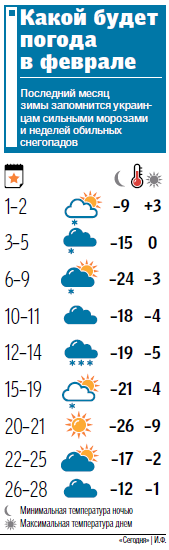 Какой будет
погода
в феврале
Последний месяц
зимы запомнится украин-
цам сильными морозами
и неделей обильных
снегопадов
1–2 –9 +3
3–5 –15 0
6–9 –24 –3
10–11 –18 –4
12–14 –19 –5
15–19 –21 –4
20–21 –26 –9
22–25 –17 –2
26–28 –12 –1
Минимальная температура ночью
Максимальная температура днем
«Сегодня» | И.Ф.